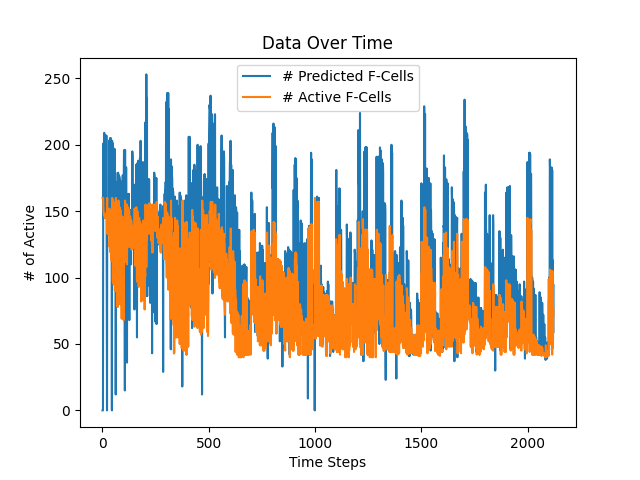 Data Over Time
# Predicted F-Cells
# Active F-Cells
# of Active
250
200
150
100
50
0
0 500 1000 1500 2000
Time Steps